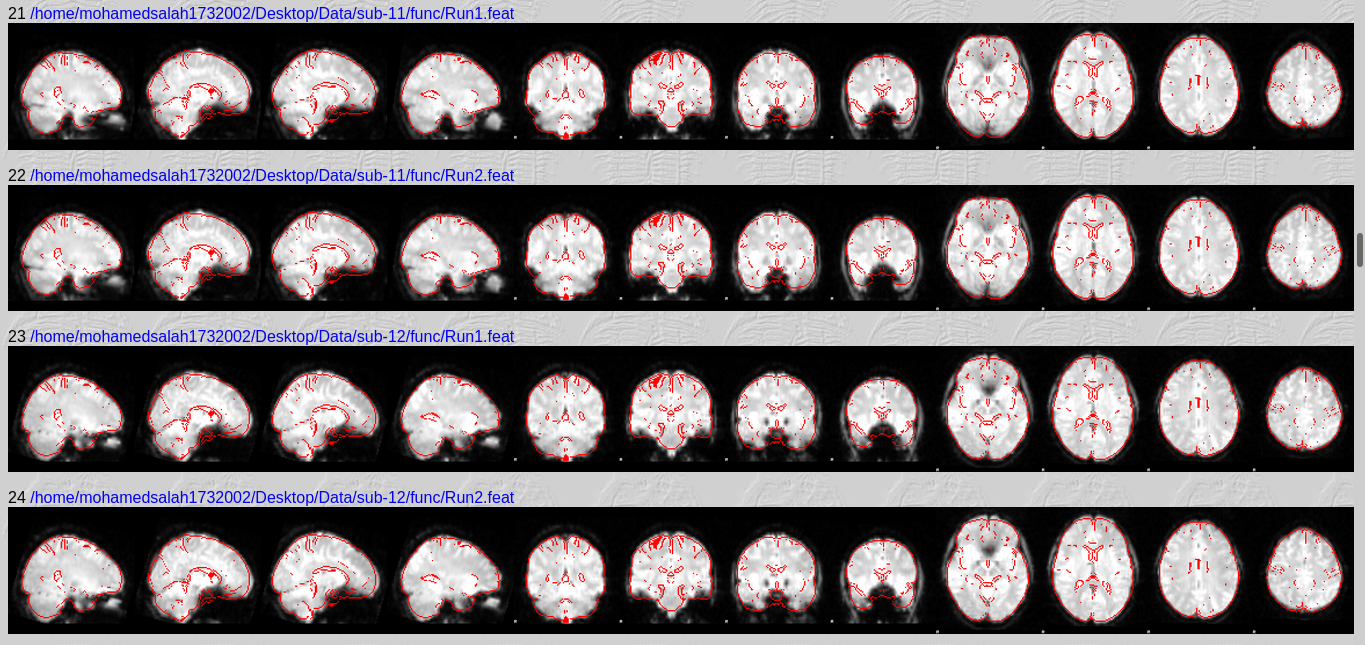 21 /home/mohamedsalah1732002/Desktop/Data/sub-11/func/Run1.feat
22 /home/mohamedsalah1732002/Desktop/Data/sub-11/func/Run2.feat
23 /home/mohamedsalah1732002/Desktop/Data/sub-12/func/Run1.feat
24 /home/mohamedsalah1732002/Desktop/Data/sub-12/func/Run2.feat